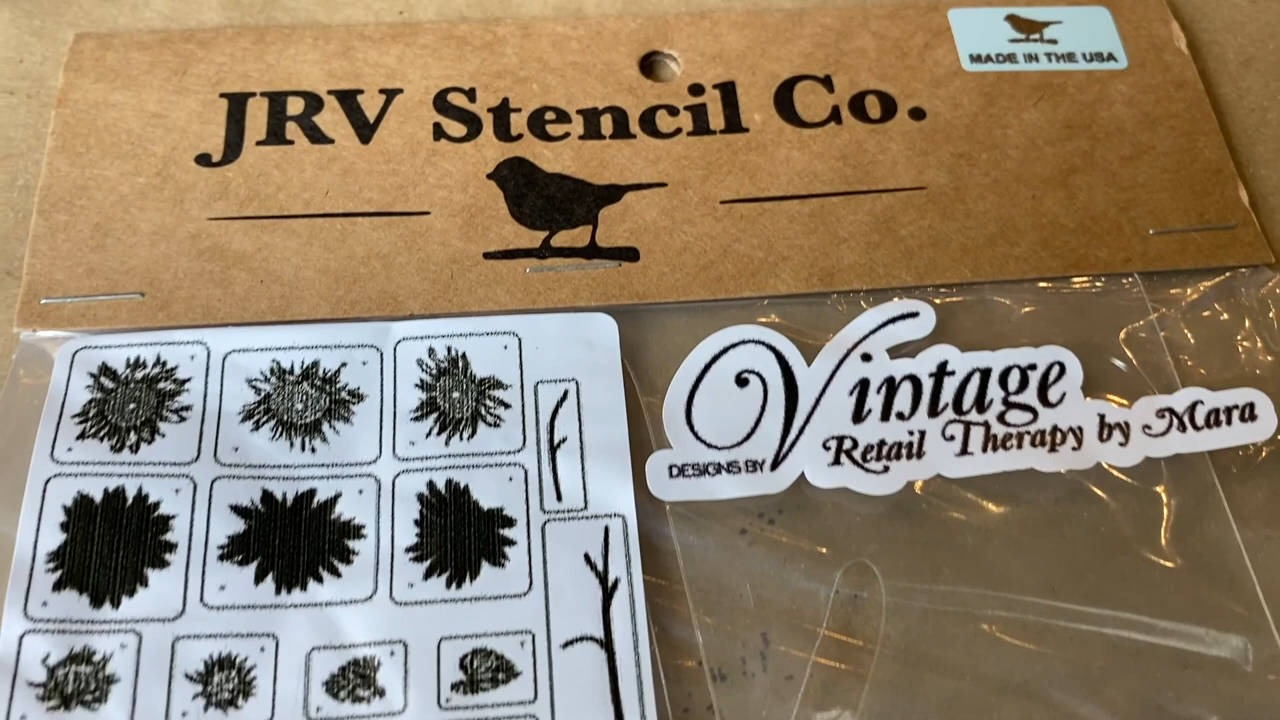 MADE IN THE USA
JRV Stencil Co.
Vintage
DESIGNS BY Retail Therapy by Mara